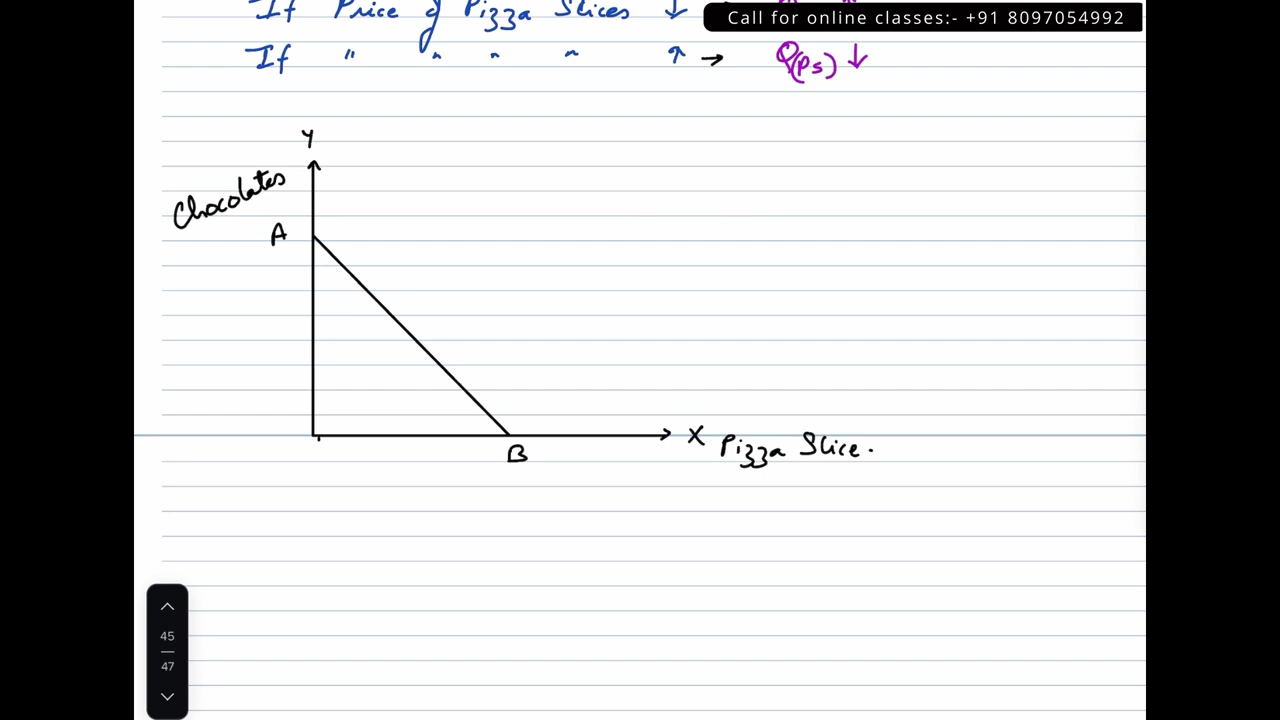 If Price of Pizza Slices ↓
Call for online classes:- +91 8097054992
If " " " " ↑ → Q(Ps) ↓
Y
Chocolates
A
X Pizza Slice.
B
45
47